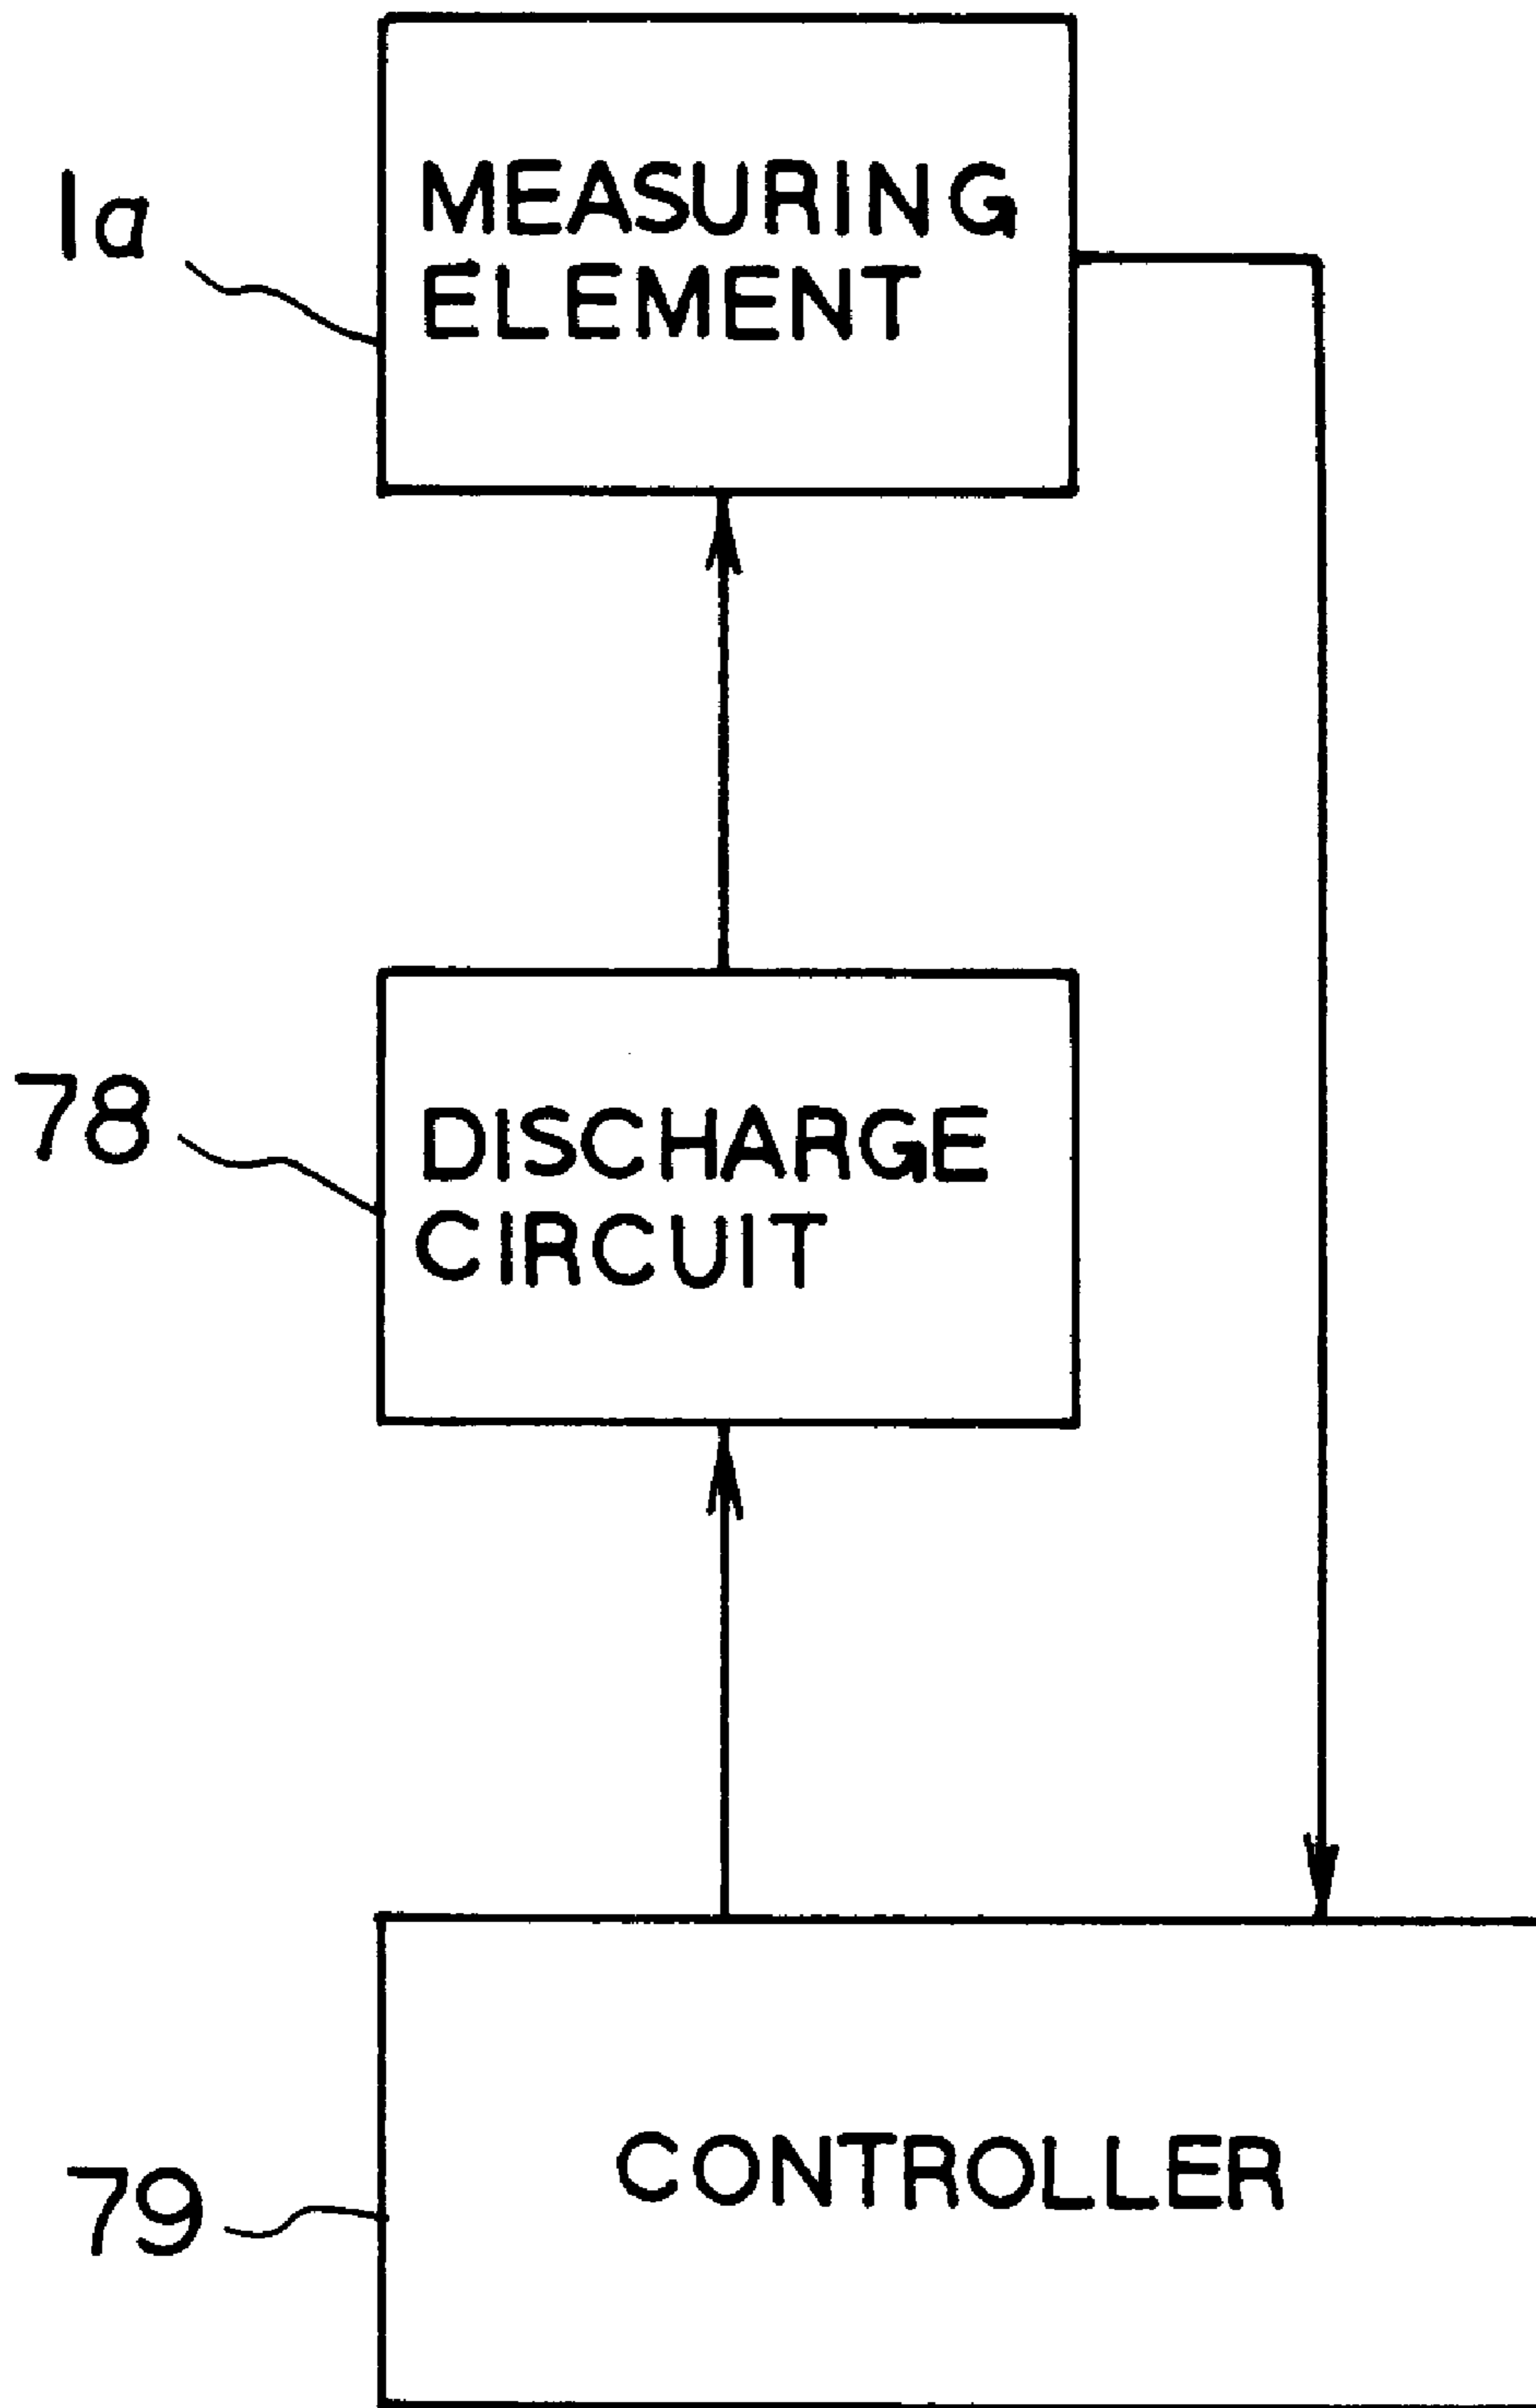 1a
MEASURING
ELEMENT
78
DISCHARGE
CIRCUIT
79
CONTROLLER